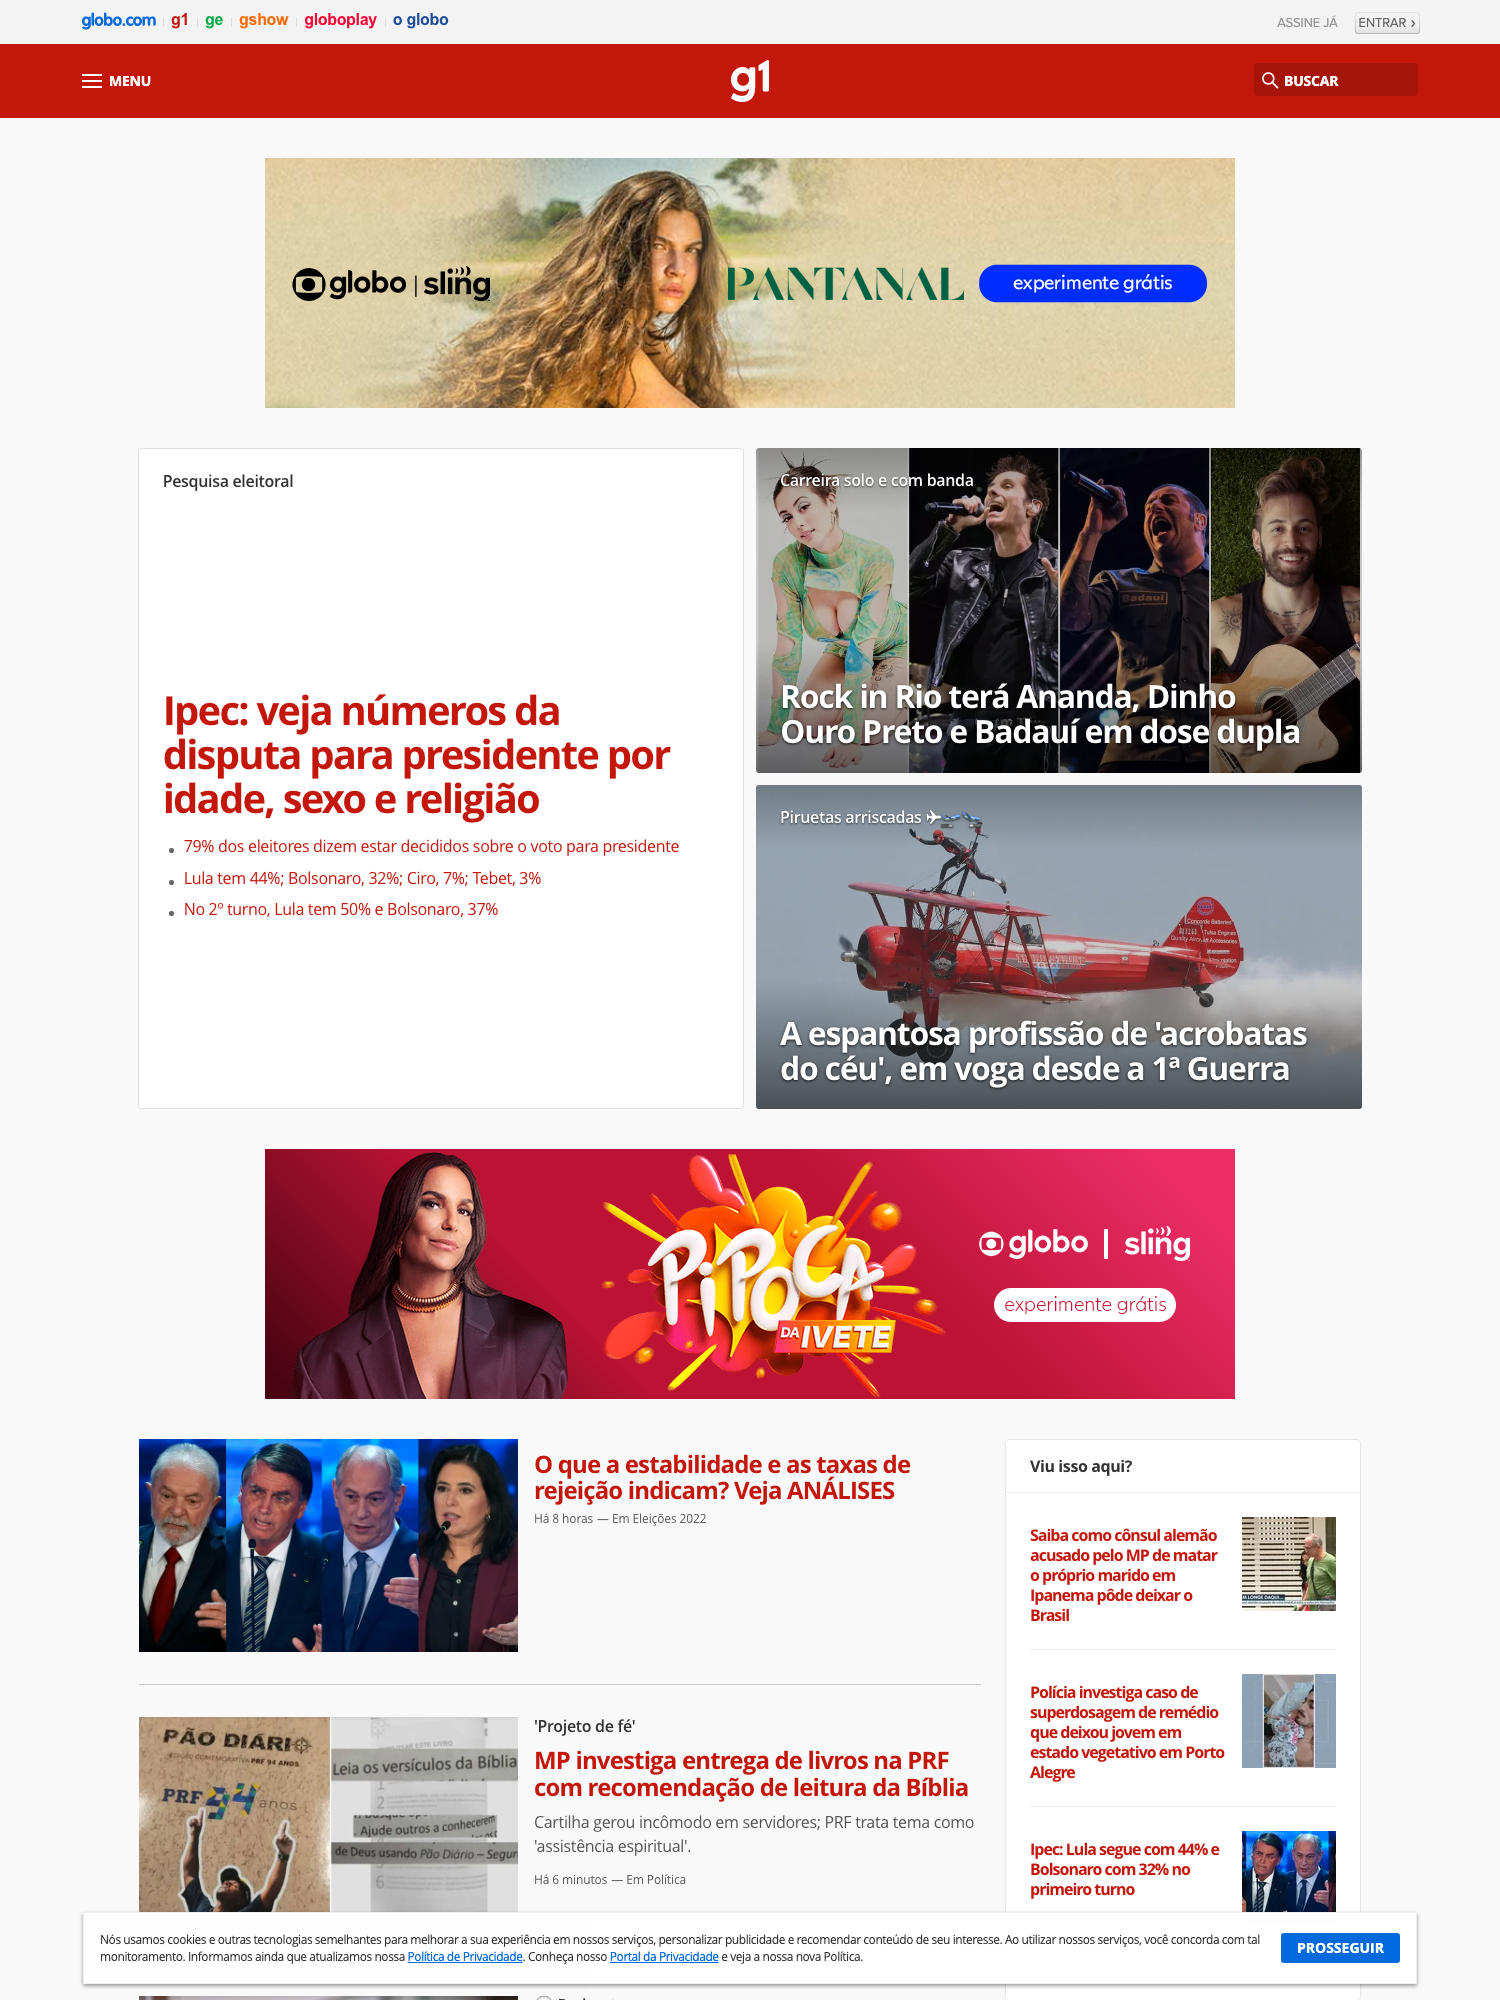 globo.com g1 ge gshow globoplay o globo
ASSINE JÁ ENTRAR ›
MENU
g1
BUSCAR
globo | sling
PANTANAL
experimente grátis
Pesquisa eleitoral
Ipec: veja números da
disputa para presidente por
idade, sexo e religião
79% dos eleitores dizem estar decididos sobre o voto para presidente
Lula tem 44%; Bolsonaro, 32%; Ciro, 7%; Tebet, 3%
No 2º turno, Lula tem 50% e Bolsonaro, 37%
Carreira solo e com banda
Badauí
Rock in Rio terá Ananda, Dinho
Ouro Preto e Badauí em dose dupla
Piruetas arriscadas
A espantosa profissão de 'acrobatas
do céu', em voga desde a 1ª Guerra
PIPOCA
DA IVETE
globo | sling
experimente grátis
O que a estabilidade e as taxas de
rejeição indicam? Veja ANÁLISES
Há 8 horas — Em Eleições 2022
PÃO DIÁRIO
EDIÇÃO COMEMORATIVA PRF 94 ANOS
PRF 94 anos
Leia os versículos da Bíblia
. Ajude outros a conhecerem
de Deus usando Pão Diário – Segun
'Projeto de fé'
MP investiga entrega de livros na PRF
com recomendação de leitura da Bíblia
Cartilha gerou incômodo em servidores; PRF trata tema como
'assistência espiritual'.
Há 6 minutos — Em Política
Viu isso aqui?
Saiba como cônsul alemão
acusado pelo MP de matar
o próprio marido em
Ipanema pôde deixar o
Brasil
Polícia investiga caso de
superdosagem de remédio
que deixou jovem em
estado vegetativo em Porto
Alegre
Ipec: Lula segue com 44% e
Bolsonaro com 32% no
primeiro turno
Nós usamos cookies e outras tecnologias semelhantes para melhorar a sua experiência em nossos serviços, personalizar publicidade e recomendar conteúdo de seu interesse. Ao utilizar nossos serviços, você concorda com tal
monitoramento. Informamos ainda que atualizamos nossa Política de Privacidade. Conheça nosso Portal da Privacidade e veja a nossa nova Política.
PROSSEGUIR